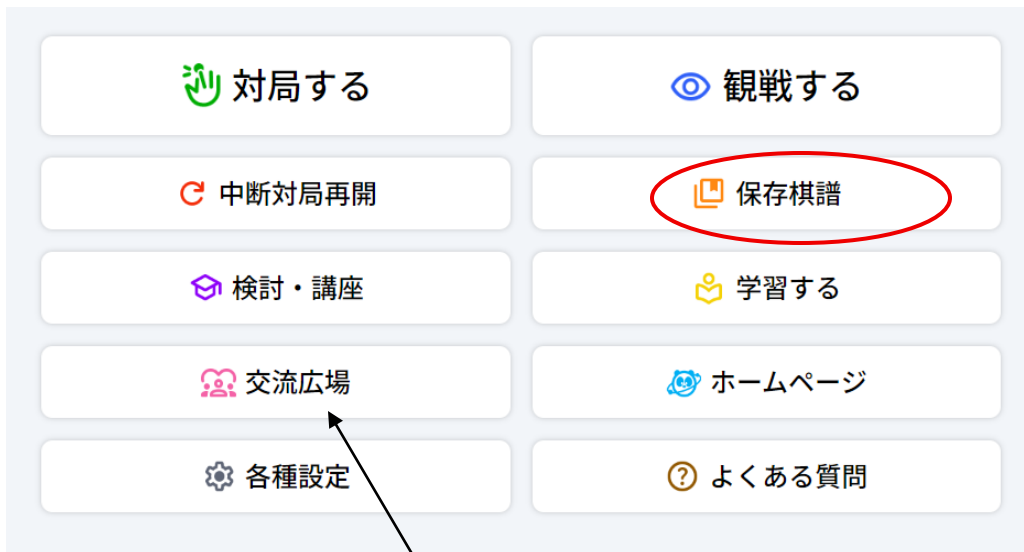 対局する
観戦する
中断対局再開
保存棋譜
検討・講座
学習する
交流広場
ホームページ
各種設定
よくある質問